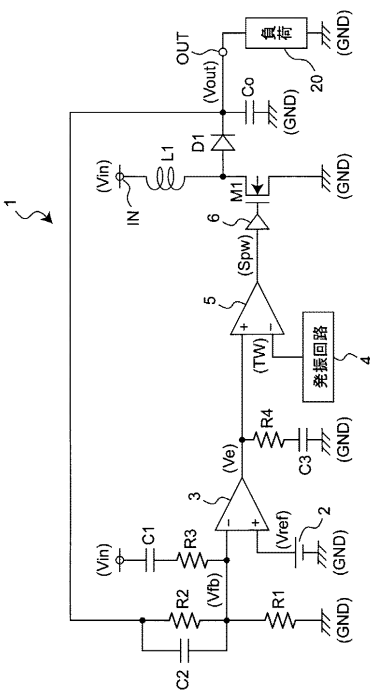 1
(Vin)
IN
L1
D1
(Vout)
OUT
負荷
20
(GND)
Co
(GND)
M1
(GND)
6
(Spw)
5
+
−
(TW)
発振回路
4
(Ve)
R4
C3
(GND)
3
−
+
(Vref)
2
(GND)
(Vin)
C1
R3
(Vfb)
R2
C2
R1
(GND)